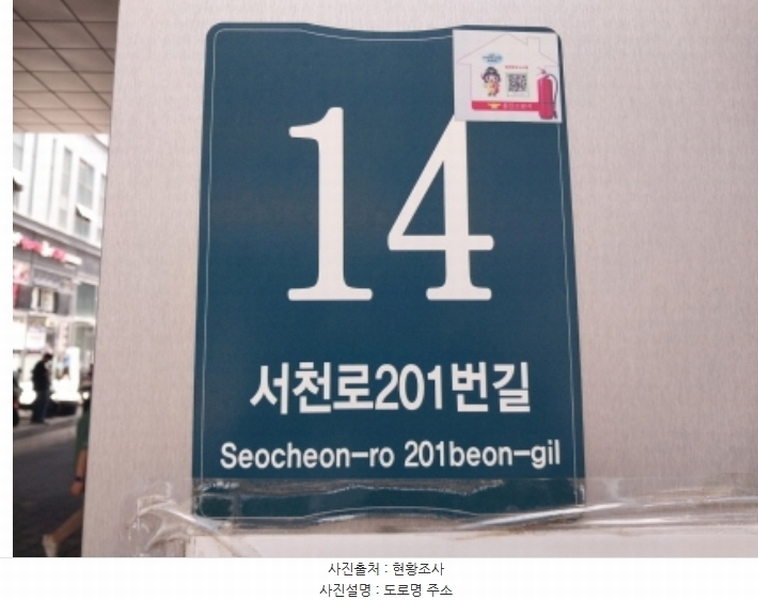 14
서천로201번길
Seocheon-ro 201beon-gil
사진출처 : 현황조사
사진설명 : 도로명 주소